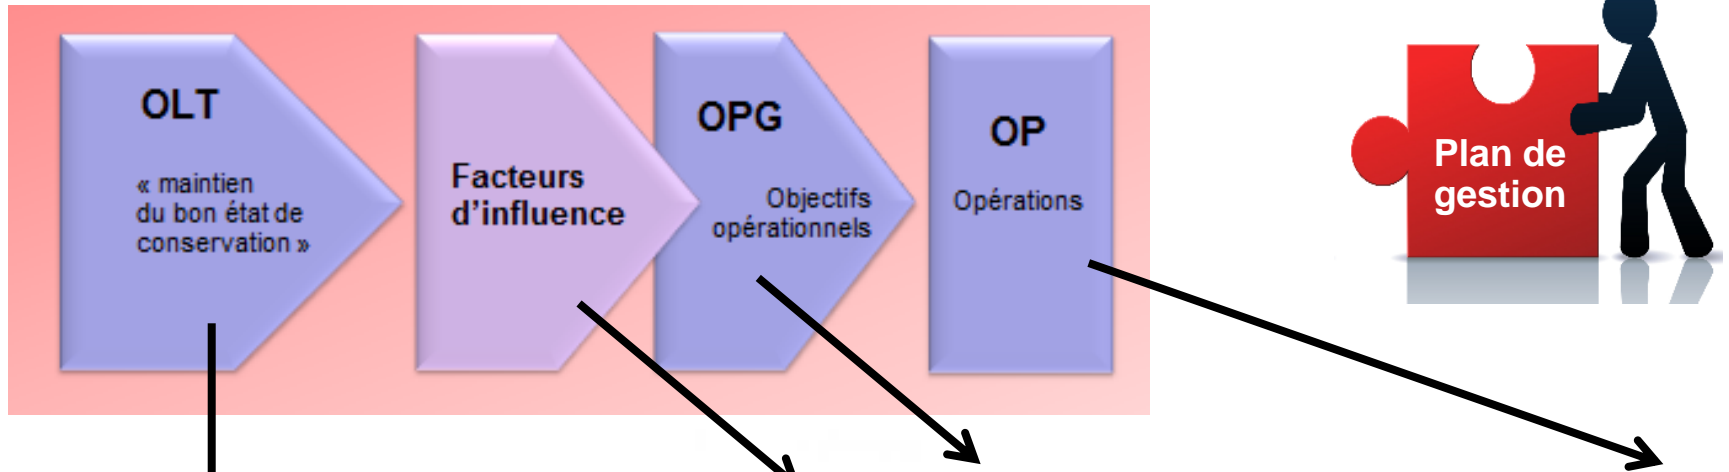 OLT
« maintien
du bon état de
conservation »
Facteurs
d’influence
OPG
Objectifs
opérationnels
OP
Opérations
Plan de
gestion